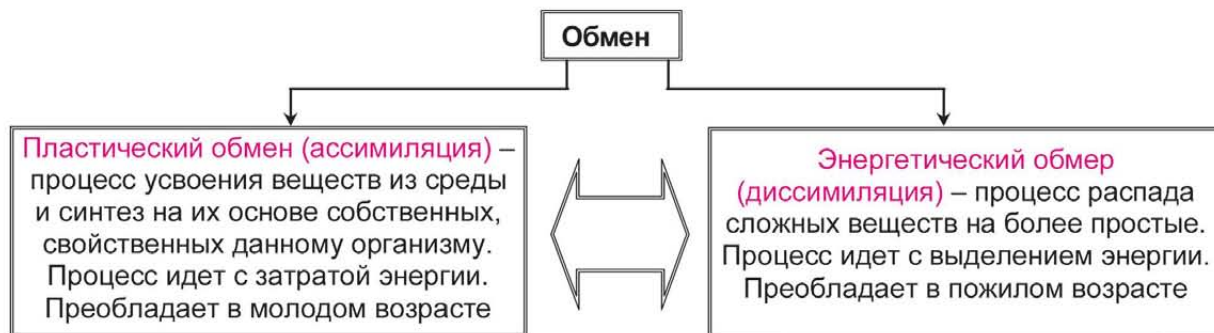 Обмен
Пластический обмен (ассимиляция) –
процесс усвоения веществ из среды
и синтез на их основе собственных,
свойственных данному организму.
Процесс идет с затратой энергии.
Преобладает в молодом возрасте
Энергетический обмер
(диссимиляция) – процесс распада
сложных веществ на более простые.
Процесс идет с выделением энергии.
Преобладает в пожилом возрасте